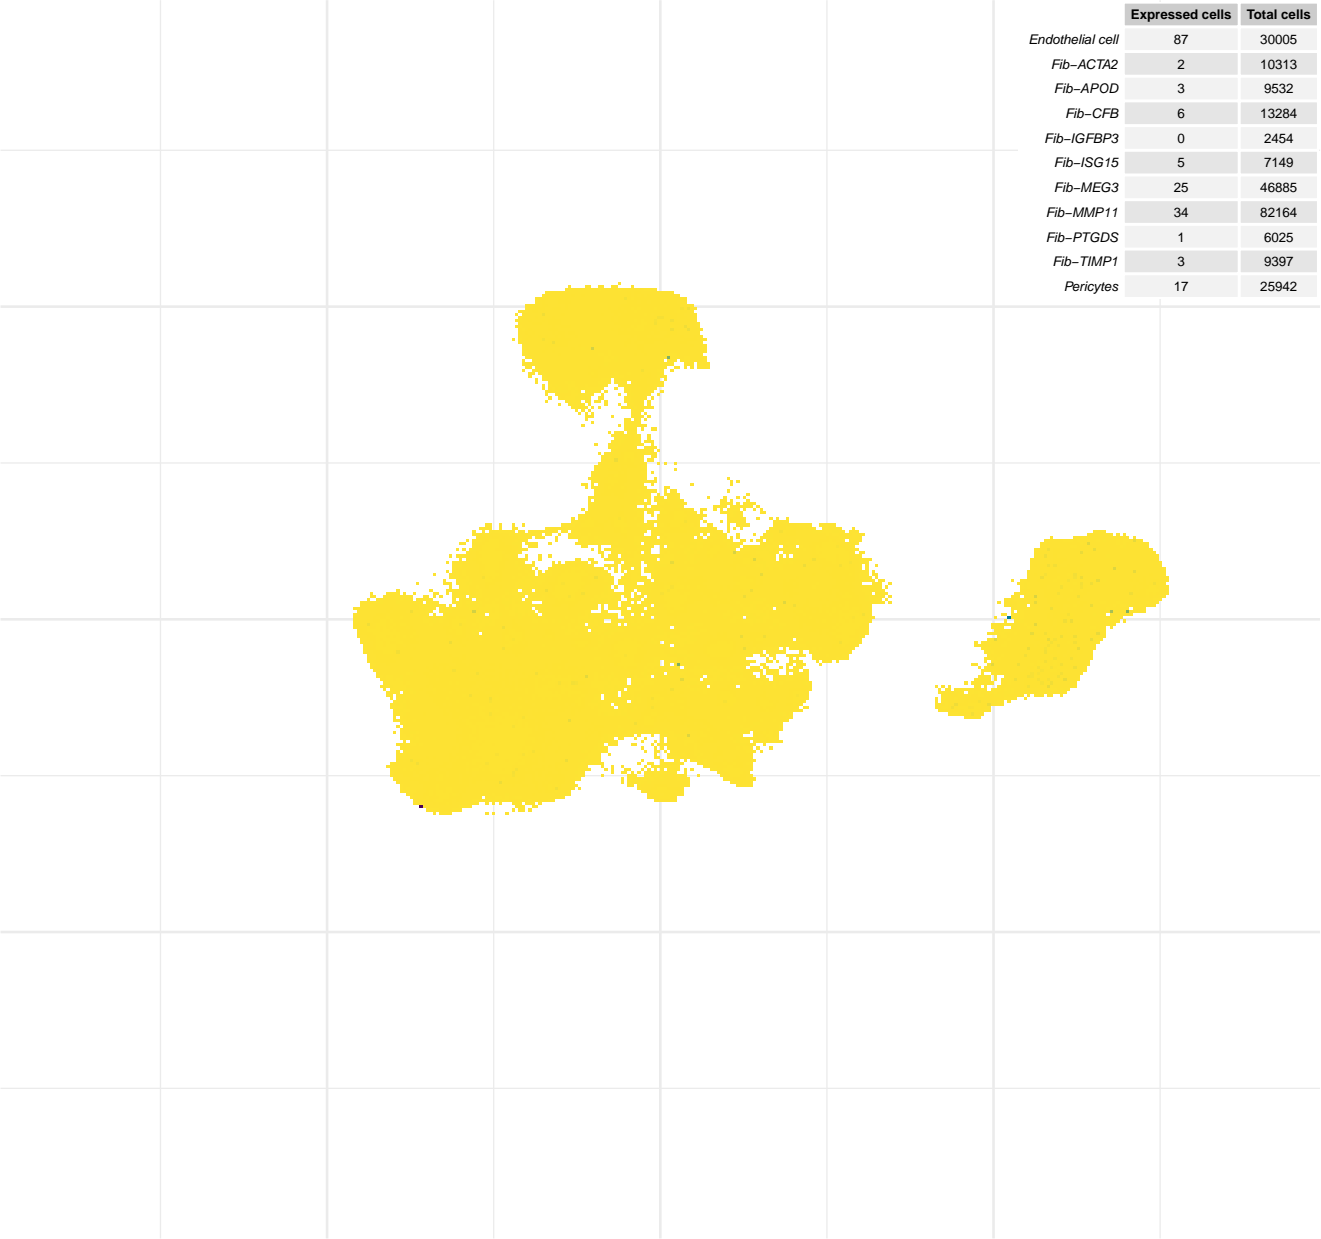 Expressed cells Total cells
Endothelial cell 87 30005
Fib−ACTA2 2 10313
Fib−APOD 3 9532
Fib−CFB 6 13284
Fib−IGFBP3 0 2454
Fib−ISG15 5 7149
Fib−MEG3 25 46885
Fib−MMP11 34 82164
Fib−PTGDS 1 6025
Fib−TIMP1 3 9397
Pericytes 17 25942